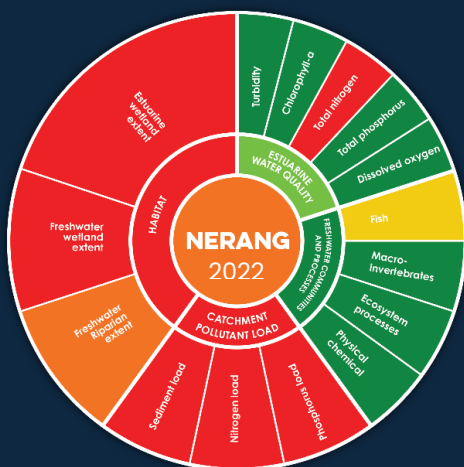 NERANG
2022
HABITAT
Estuarine
wetland
extent
Freshwater
wetland
extent
Freshwater
Riparian
extent
ESTUARINE
WATER QUALITY
Turbidity
Chlorophyll-a
Total nitrogen
Total phosphorus
Dissolved oxygen
FRESHWATER COMMUNITIES
AND PROCESSES
Fish
Macro-
invertebrates
Ecosystem
processes
Physical
chemical
CATCHMENT
POLLUTANT LOAD
Sediment load
Nitrogen load
Phosphorus load